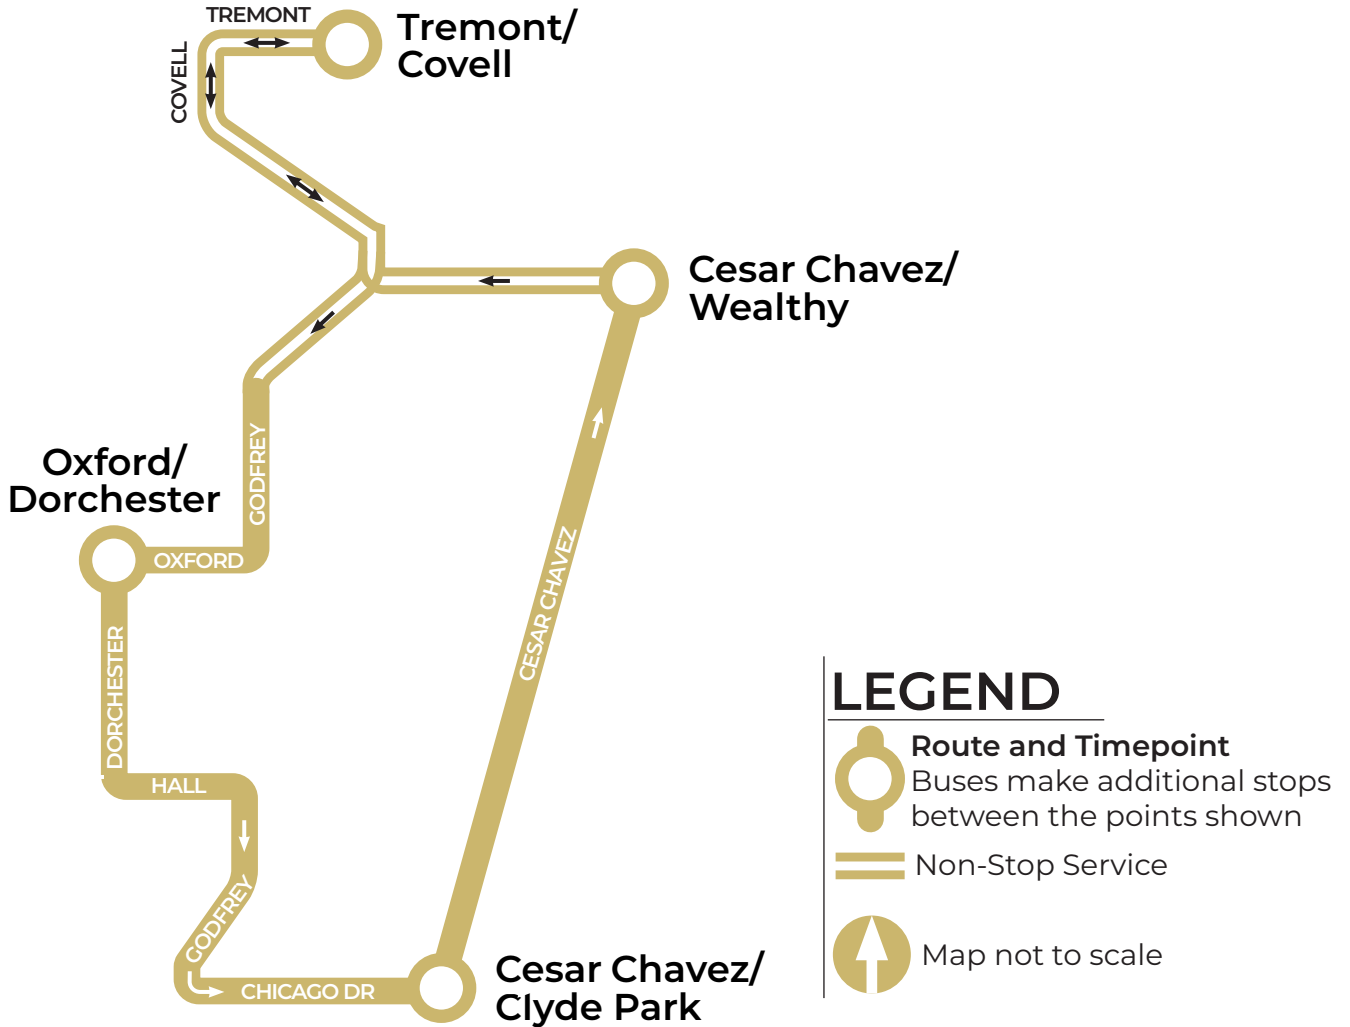 TREMONT
Tremont/
Covell
COVELL
Cesar Chavez/
Wealthy
GODFREY
Oxford/
Dorchester
OXFORD
CESAR CHAVEZ
DORCHESTER
HALL
GODFREY
CHICAGO DR
Cesar Chavez/
Clyde Park
LEGEND
Route and Timepoint
Buses make additional stops
between the points shown
Non-Stop Service
Map not to scale